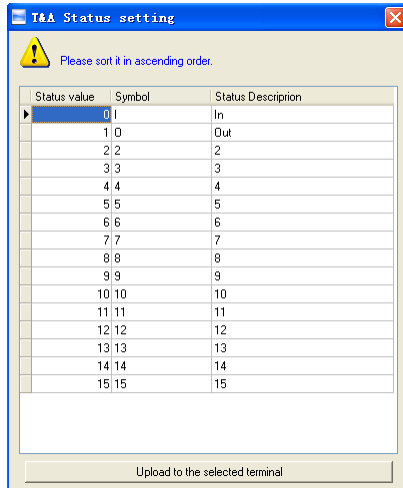 T&A Status setting
Please sort it in ascending order.
Status value Symbol Status Descriprion
0 I In
1 O Out
2 2 2
3 3 3
4 4 4
5 5 5
6 6 6
7 7 7
8 8 8
9 9 9
10 10 10
11 11 11
12 12 12
13 13 13
14 14 14
15 15 15
Upload to the selected terminal